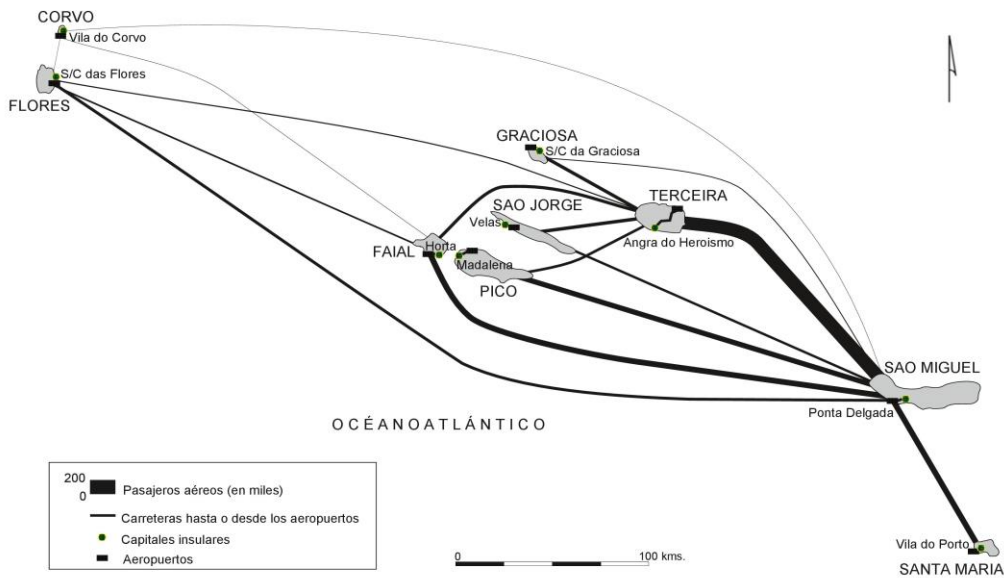 CORVO
Vila do Corvo
S/C das Flores
FLORES
GRACIOSA
S/C da Graciosa
TERCEIRA
SAO JORGE
Velas
Angra do Heroismo
FAIAL
Horta
Madalena
PICO
SAO MIGUEL
Ponta Delgada
OCÉANOATLÁNTICO
200
0
Pasajeros aéreos (en miles)
Carreteras hasta o desde los aeropuertos
Capitales insulares
Aeropuertos
0
100 kms.
Vila do Porto
SANTA MARIA